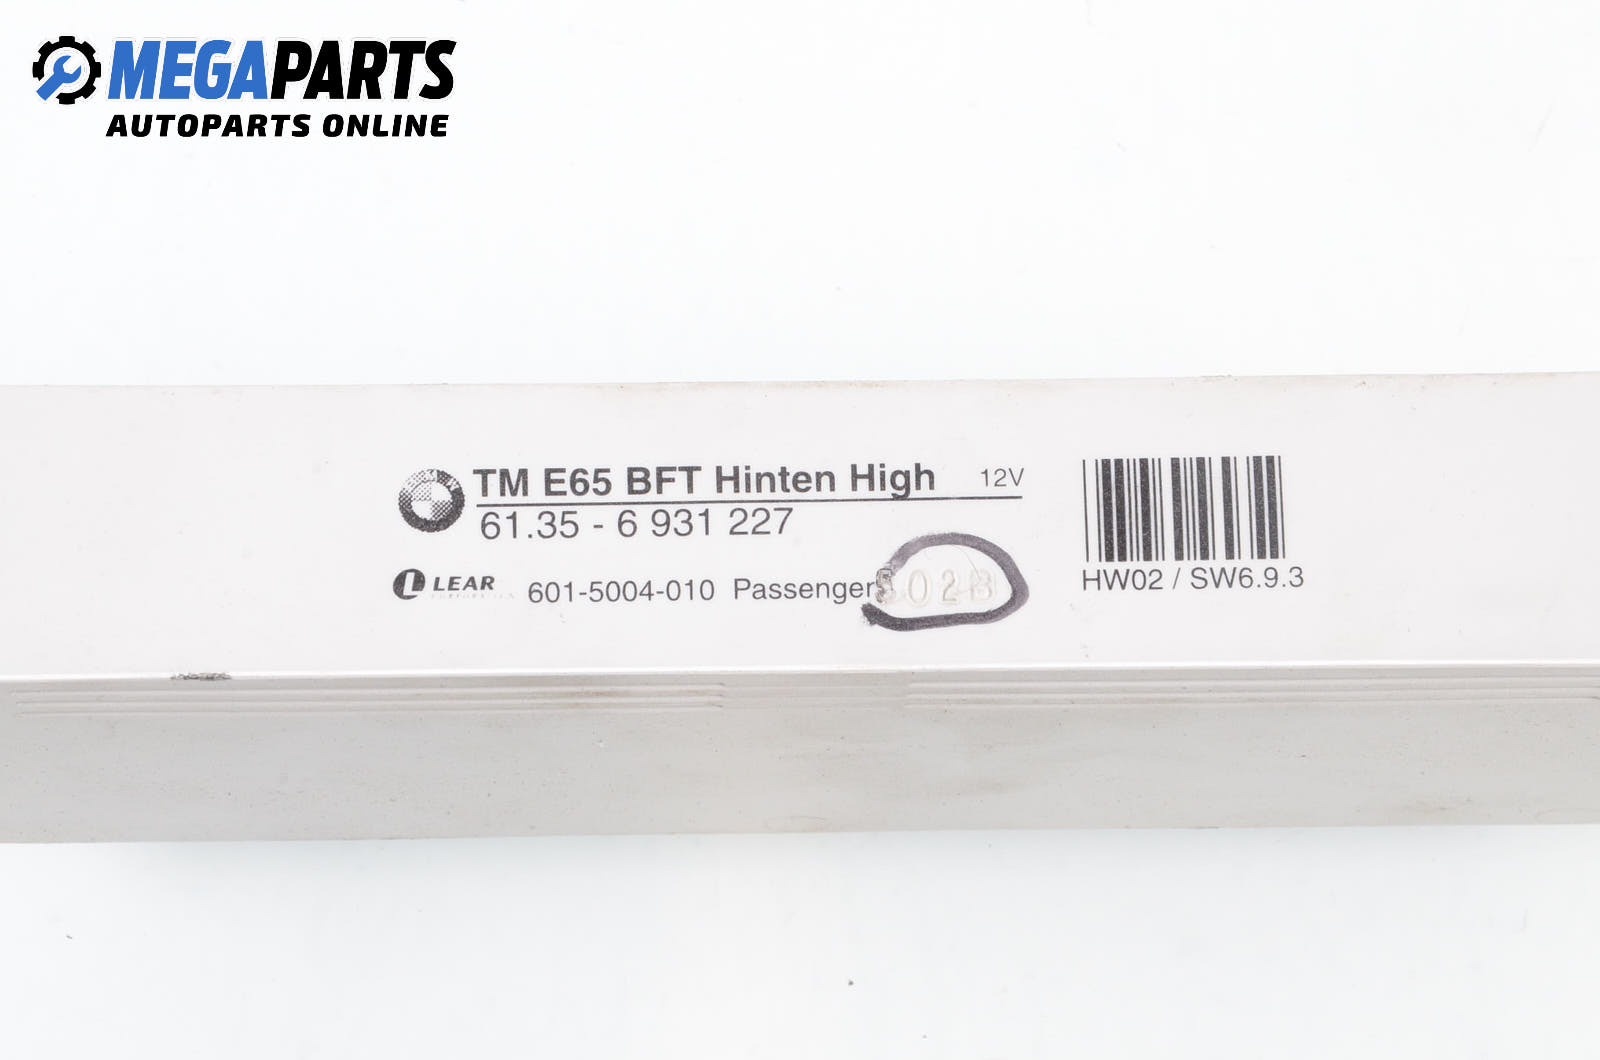 MEGAPARTS
AUTOPARTS ONLINE
TM E65 BFT Hinten High 12V
61.35 - 6 931 227
LEAR
601-5004-010 Passenger
HW02 / SW6.9.3